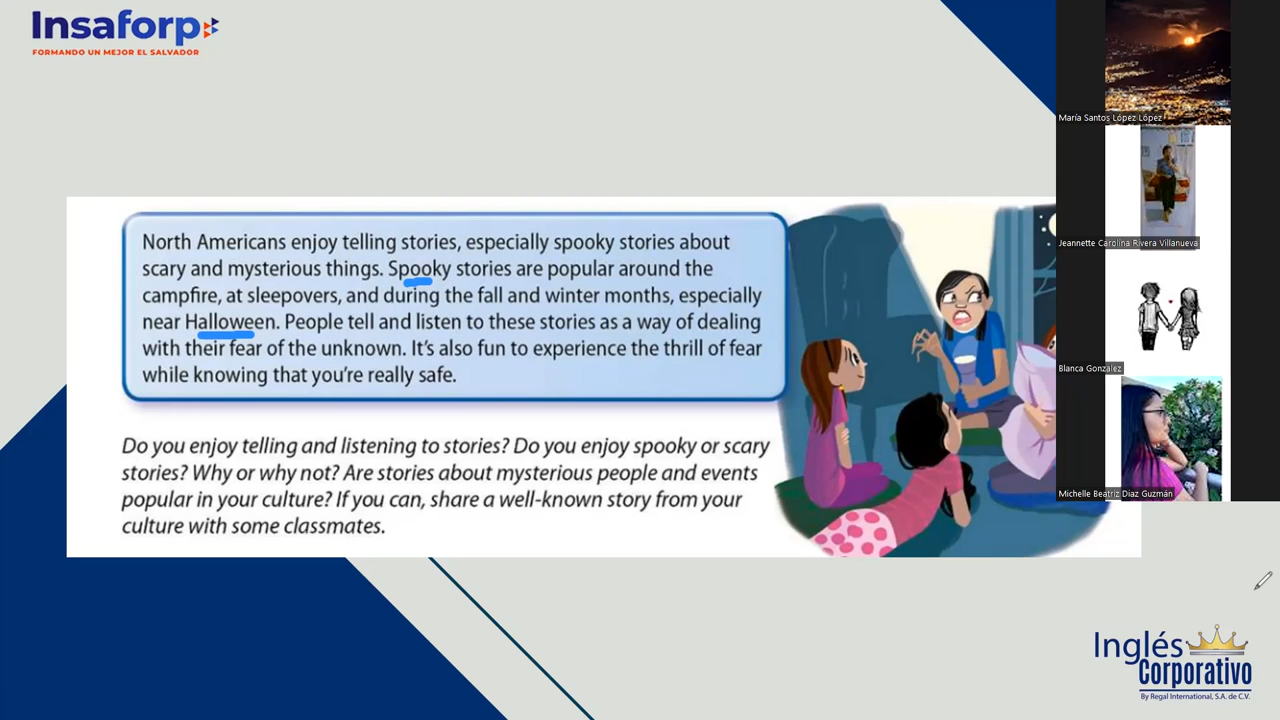 Insaforp
FORMANDO UN MEJOR EL SALVADOR
North Americans enjoy telling stories, especially spooky stories about
scary and mysterious things. Spooky stories are popular around the
campfire, at sleepovers, and during the fall and winter months, especially
near Halloween. People tell and listen to these stories as a way of dealing
with their fear of the unknown. It's also fun to experience the thrill of fear
while knowing that you're really safe.
Do you enjoy telling and listening to stories? Do you enjoy spooky or scary
stories? Why or why not? Are stories about mysterious people and events
popular in your culture? If you can, share a well-known story from your
culture with some classmates.
María Santos López López
Jeannette Carolina Rivera Villanueva
Blanca Gonzalez
Michelle Beatriz Diaz Guzmán
Inglés
Corporativo
By Regal International, S.A. de C.V.